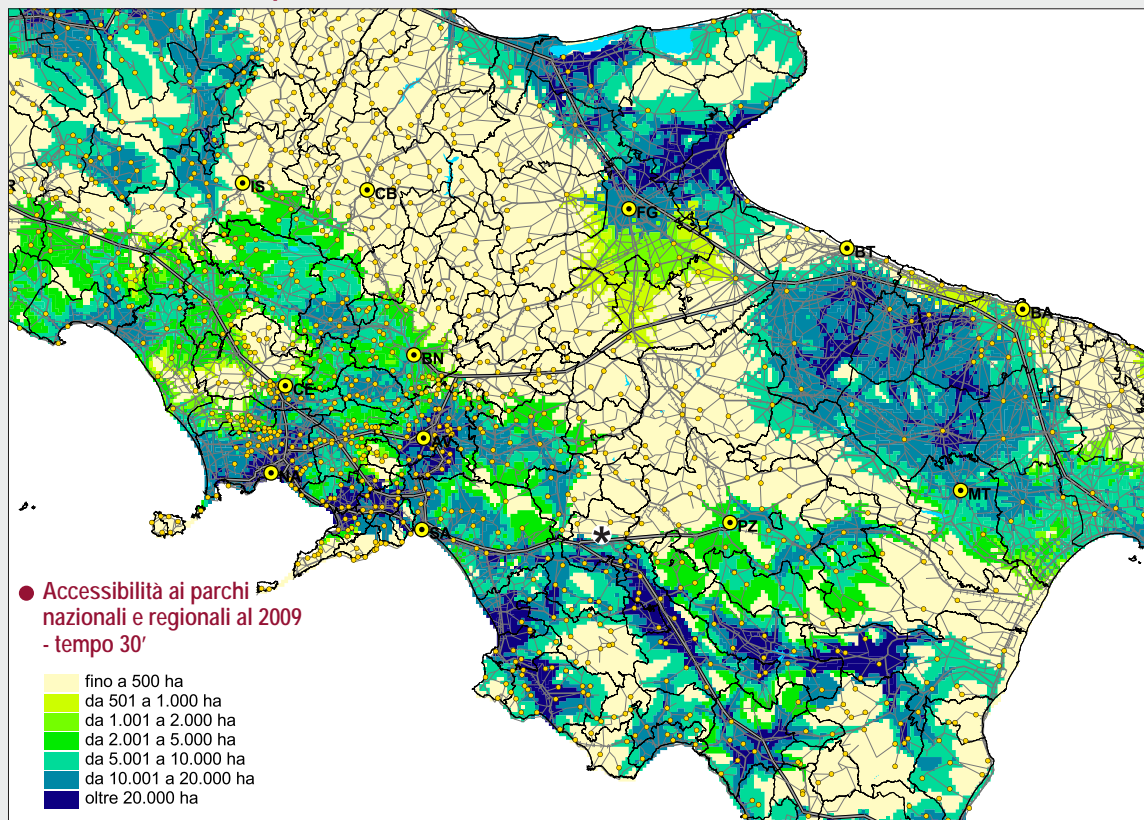 IS
CB
FG
BT
BA
BN
CE
AV
NA
MT
SA
PZ
*
● Accessibilità ai parchi
nazionali e regionali al 2009
- tempo 30'
fino a 500 ha
da 501 a 1.000 ha
da 1.001 a 2.000 ha
da 2.001 a 5.000 ha
da 5.001 a 10.000 ha
da 10.001 a 20.000 ha
oltre 20.000 ha